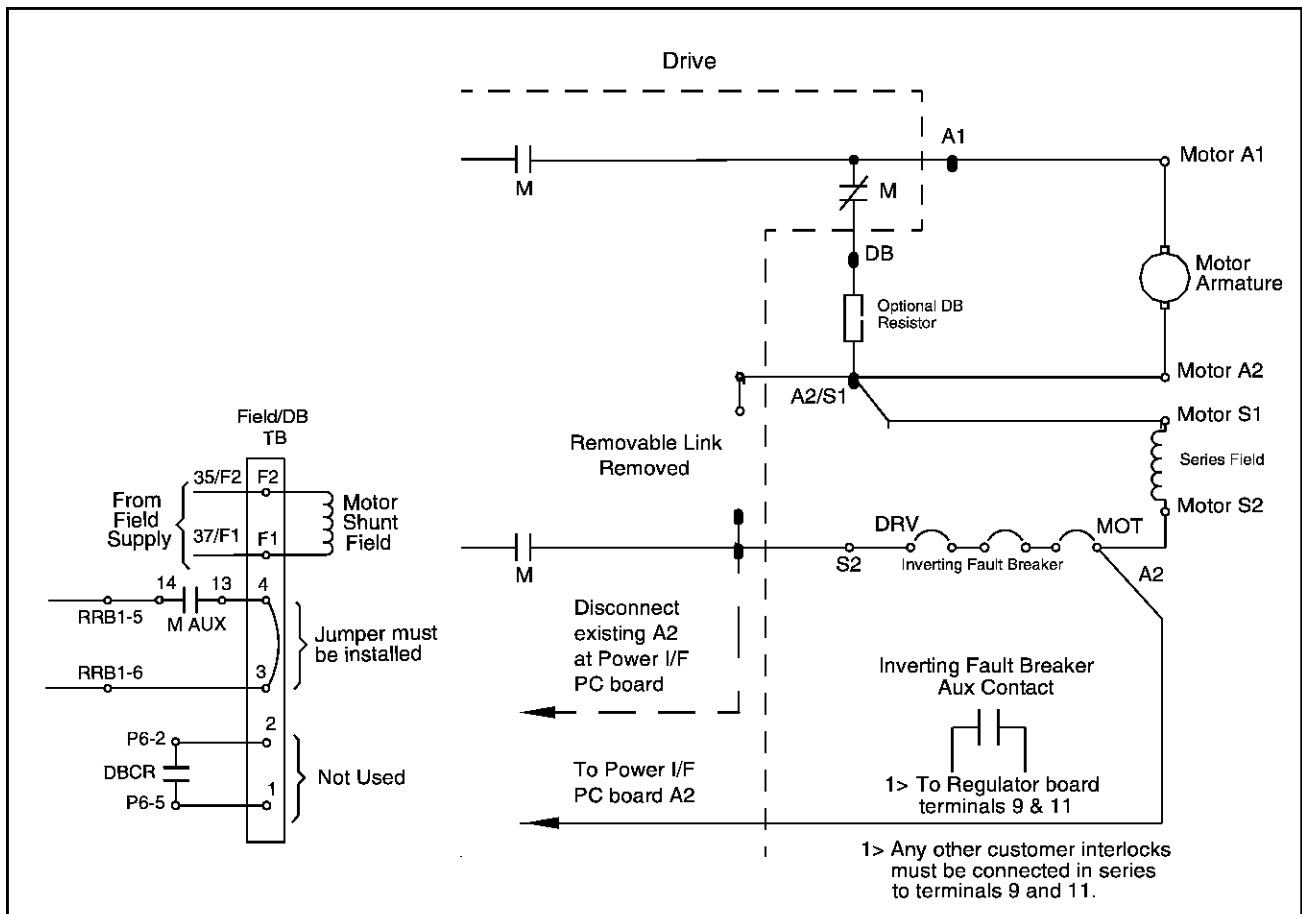 Drive
A1
Motor A1
M
M
DB
Motor
Armature
Optional DB
Resistor
Motor A2
A2/S1
Motor S1
Field/DB
TB
Removable Link
Removed
Series Field
35/F2
F2
From
Field
Supply
Motor
Shunt
Field
Motor S2
37/F1
F1
DRV
MOT
M
S2
Inverting Fault Breaker
A2
14
13
4
RRB1-5
M AUX
Jumper must
be installed
Disconnect
existing A2
at Power I/F
PC board
RRB1-6
3
Inverting Fault Breaker
Aux Contact
P6-2
2
DBCR
Not Used
P6-5
1
To Power I/F
PC board A2
1> To Regulator board
terminals 9 & 11
1> Any other customer interlocks
must be connected in series
to terminals 9 and 11.